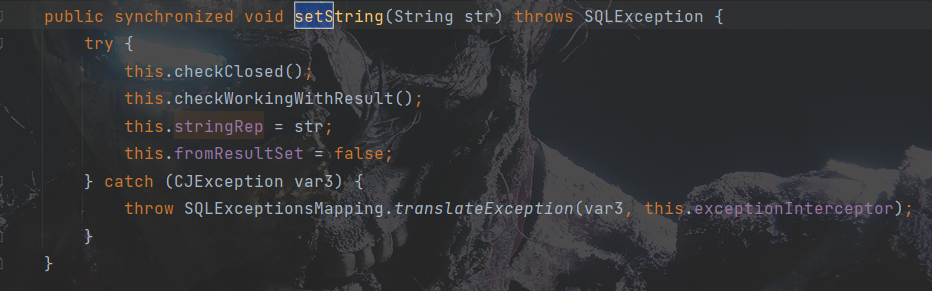 public synchronized void setString(String str) throws SQLException {
try {
this.checkClosed();
this.checkWorkingWithResult();
this.stringRep = str;
this.fromResultSet = false;
} catch (CJException var3) {
throw SQLExceptionsMapping.translateException(var3, this.exceptionInterceptor);
}
}